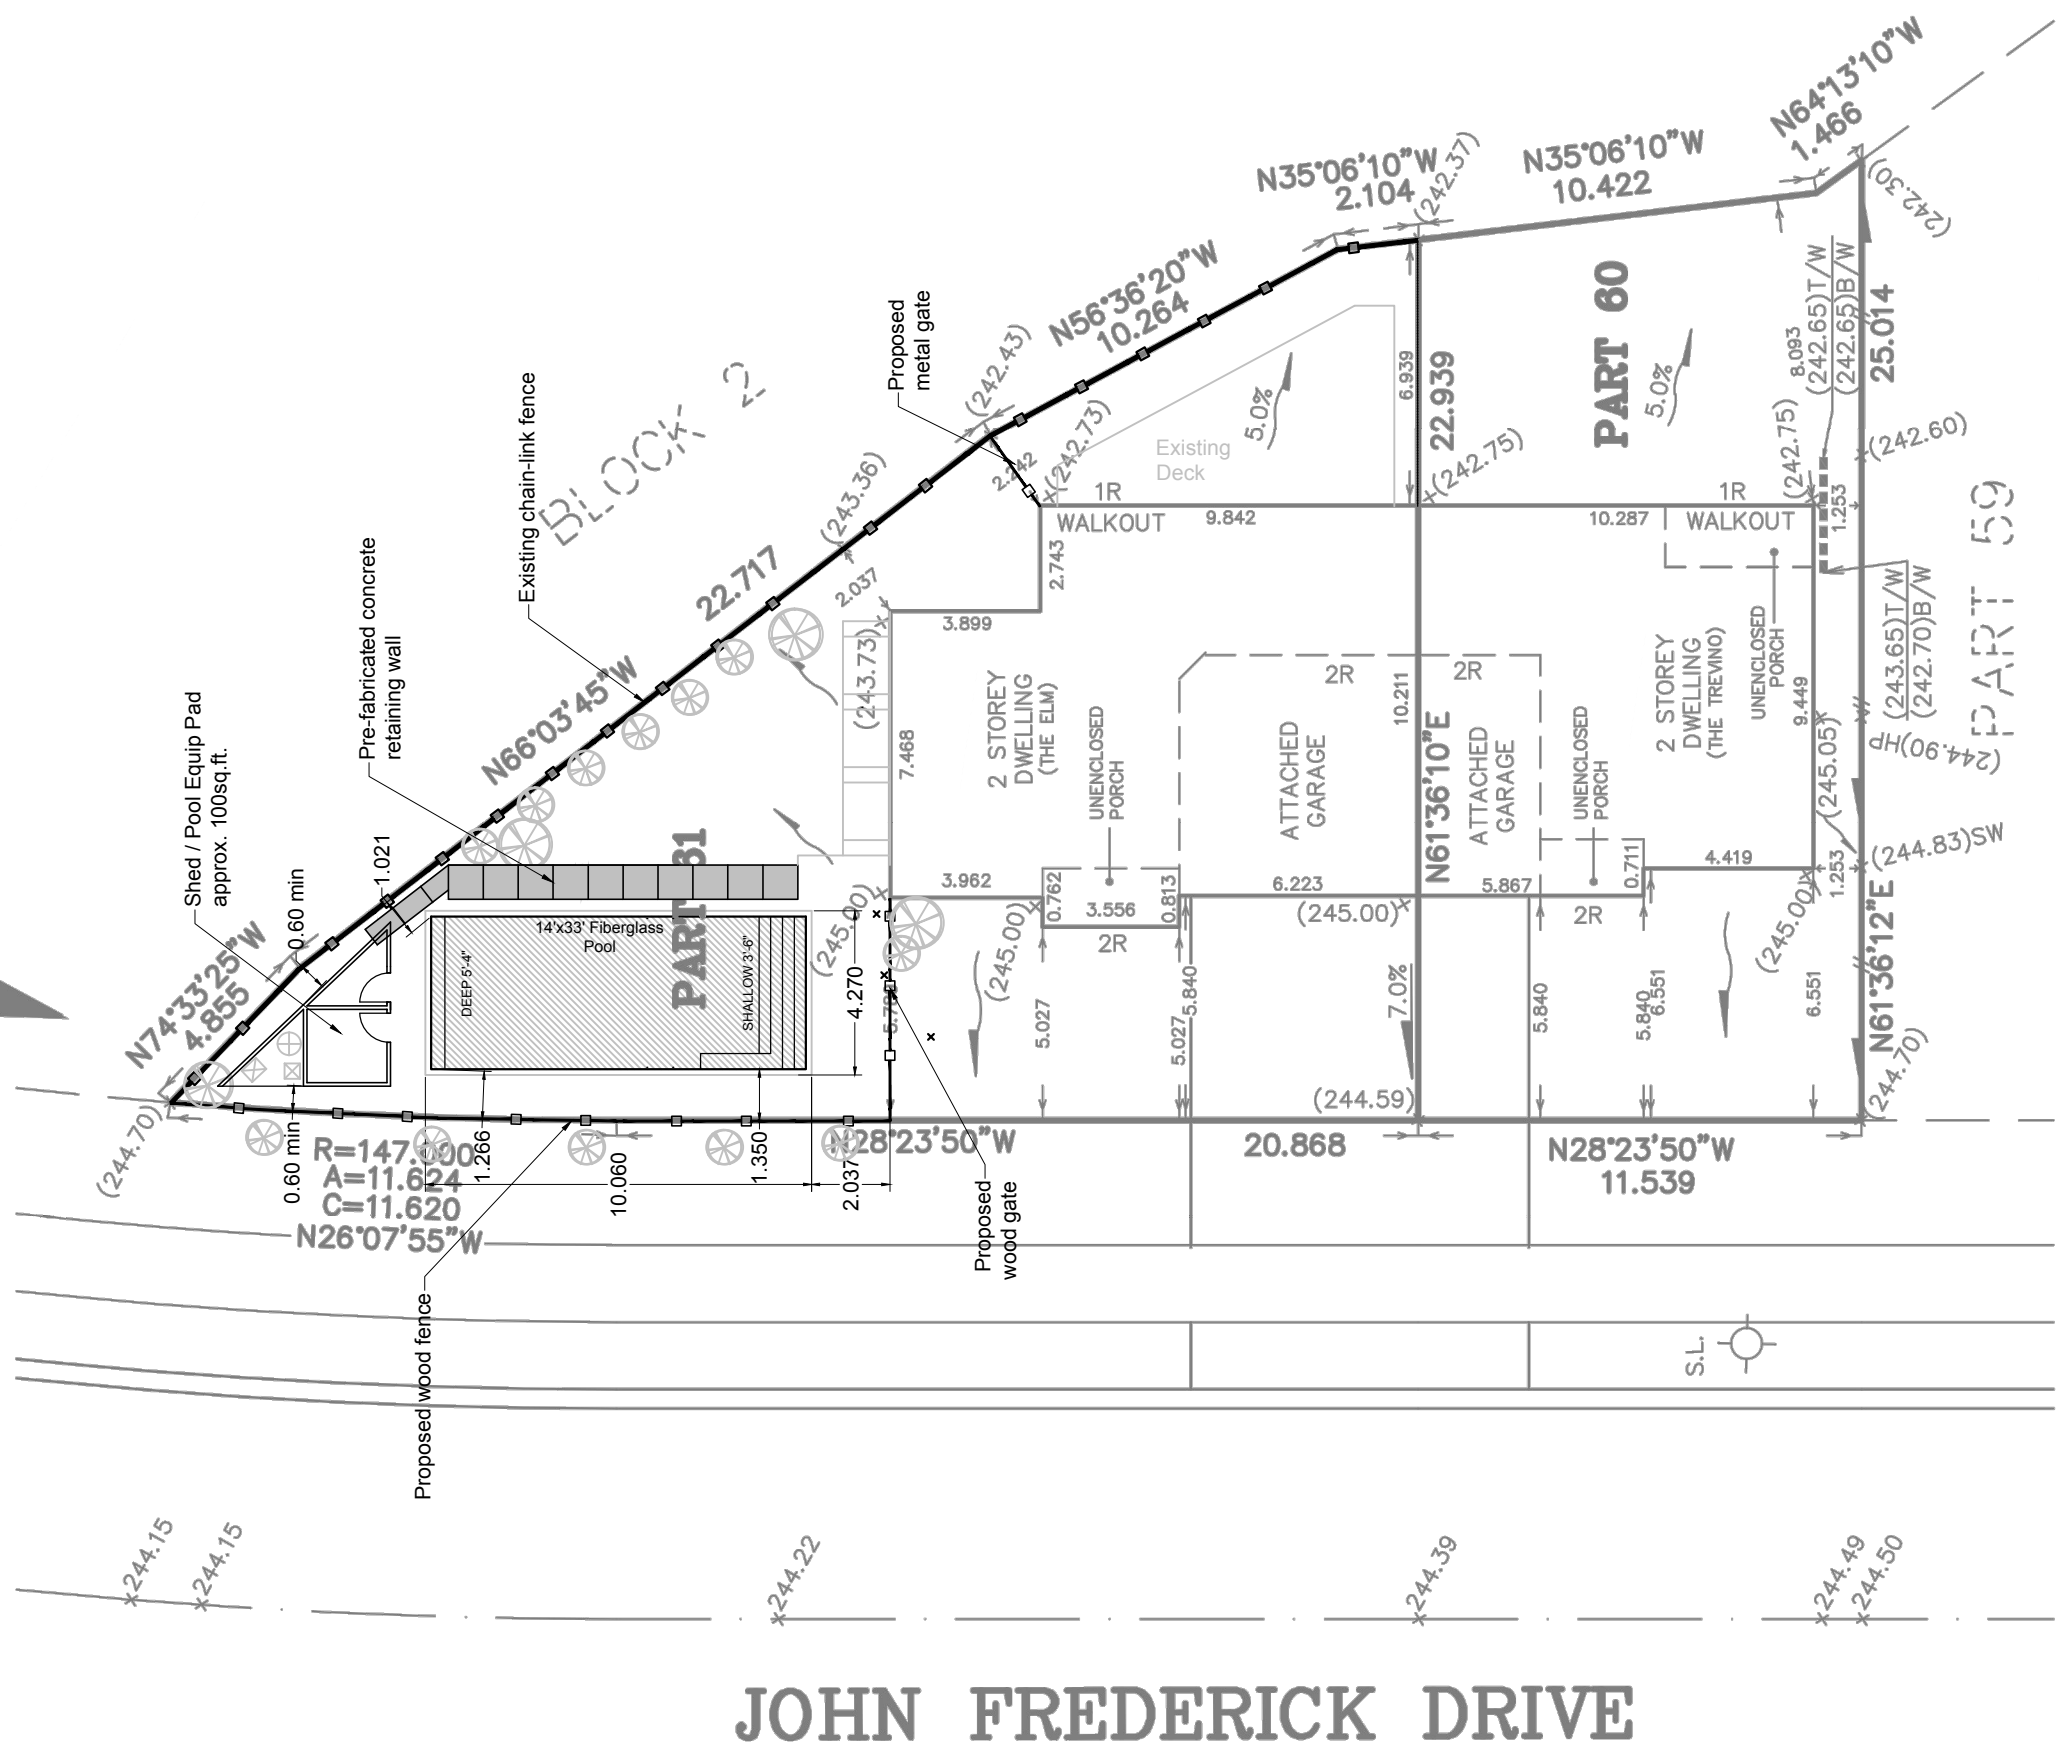 N64°13'10"W
1.466
N35°06'10"W
10.422
N35°06'10"W
2.104
(242.37)
(242.30)
N56°36'20"W
10.264
(242.43)
Proposed
metal gate
BLOCK 2
Existing chain-link fence
(243.36)
2.242
(242.73)
Existing
Deck
5.0%
6.939
22.939
PART 60
5.0%
8.093
(242.65)T/W
(242.65)B/W
25.014
(242.75)
(242.75)
(242.60)
1R
WALKOUT
9.842
10.287
1R
WALKOUT
1.253
PART 59
2.743
22.717
2.037
3.899
(243.73)
N66°03'45"W
Pre-fabricated concrete
retaining wall
Shed / Pool Equip Pad
approx. 100sq.ft.
7.468
2 STOREY
DWELLING
(THE ELM)
UNENCLOSED
PORCH
2R
2R
10.211
ATTACHED
GARAGE
N61°36'10"E
ATTACHED
GARAGE
UNENCLOSED
PORCH
2 STOREY
DWELLING
(THE TREVINO)
UNENCLOSED
PORCH
9.449
(243.65)T/W
(242.70)B/W
(244.90)HP
(245.05)
(244.83)SW
1.021
0.60 min
N74°33'25"W
4.855
(244.70)
PART 61
14'x33' Fiberglass
Pool
DEEP 5'-4"
SHALLOW 3'-6"
(245.00)
4.270
3.962
0.762
3.556
0.813
2R
(245.00)
6.223
(245.00)
5.867
2R
0.711
4.419
1.253
(245.00)
5.027
5.027
5.840
7.0%
5.840
5.840
6.551
6.551
N61°36'12"E
(244.70)
(244.59)
0.60 min
R=147.
A=11.624
C=11.620
N26°07'55"W
1.266
10.060
1.350
2.037
N28°23'50"W
20.868
N28°23'50"W
11.539
Proposed
wood gate
Proposed wood fence
S.L.
244.15
244.15
244.22
244.39
244.49
244.50
JOHN FREDERICK DRIVE